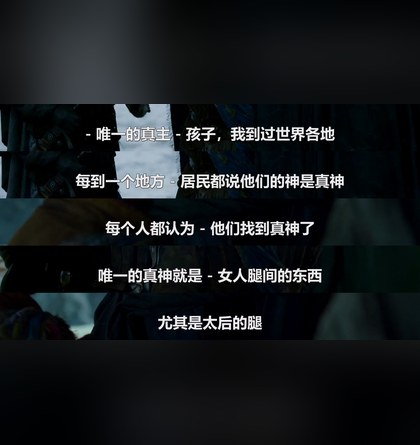 - 唯一的真主 - 孩子，我到过世界各地
每到一个地方 - 居民都说他们的神是真神
每个人都认为 - 他们找到真神了
唯一的真神就是 - 女人腿间的东西
尤其是太后的腿